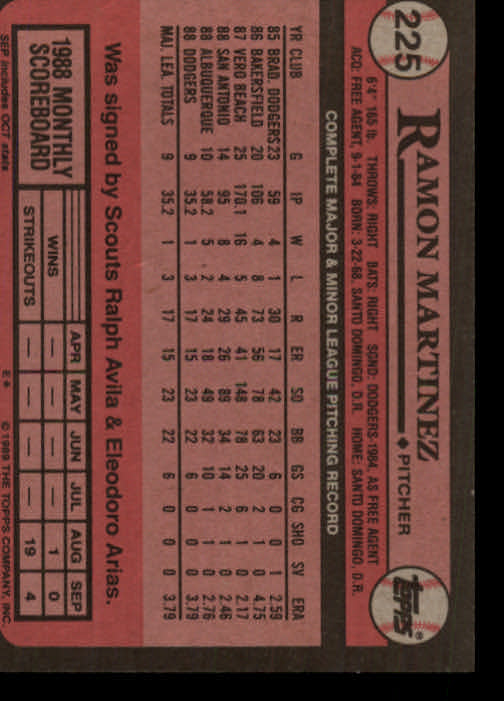 225
RAMON MARTINEZ ♦ PITCHER
TOPPS®
6'4" 165 lb. THROWS: RIGHT BATS: RIGHT SGND: DODGERS-1984, AS FREE AGENT
ACQ: FREE AGENT, 9-1-84 BORN: 3-22-68, SANTO DOMINGO, D.R. HOME: SANTO DOMINGO, D.R.
COMPLETE MAJOR & MINOR LEAGUE PITCHING RECORD
YR CLUB G IP W L R ER SO BB GS CG SHO SV ERA
85 BRAD. DODGERS 23 59 4 1 30 17 42 23 6 0 0 1 2.59
86 BAKERSFIELD 20 106 4 8 73 56 78 63 20 2 1 0 4.75
87 VERO BEACH 25 170.1 16 5 45 41 148 78 25 6 1 0 2.17
88 SAN ANTONIO 14 95 8 4 29 26 89 34 14 2 1 0 2.46
88 ALBUQUERQUE 10 58.2 5 2 24 18 49 32 10 1 1 0 2.76
88 DODGERS 9 35.2 1 3 17 15 23 22 6 0 0 0 3.79
MAJ. LEA. TOTALS 9 35.2 1 3 17 15 23 22 6 0 0 0 3.79
Was signed by Scouts Ralph Avila & Eleodoro Arias.
1988 MONTHLY
SCOREBOARD
APR MAY JUN JUL AUG SEP
WINS — — — — 1 0
STRIKEOUTS — — — — 19 4
SEP includes OCT stats E* © 1989 THE TOPPS COMPANY, INC.